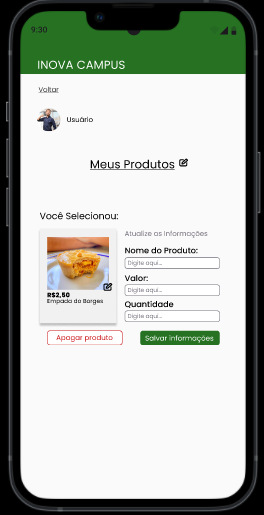 9:30
INOVA CAMPUS
Voltar
Usuário
Meus Produtos
Você Selecionou:
Atualize as Informações
Nome do Produto:
Digite aqui...
Valor:
Digite aqui...
Quantidade
Digite aqui...
R$2,50
Empada do Borges
Apagar produto
Salvar informações